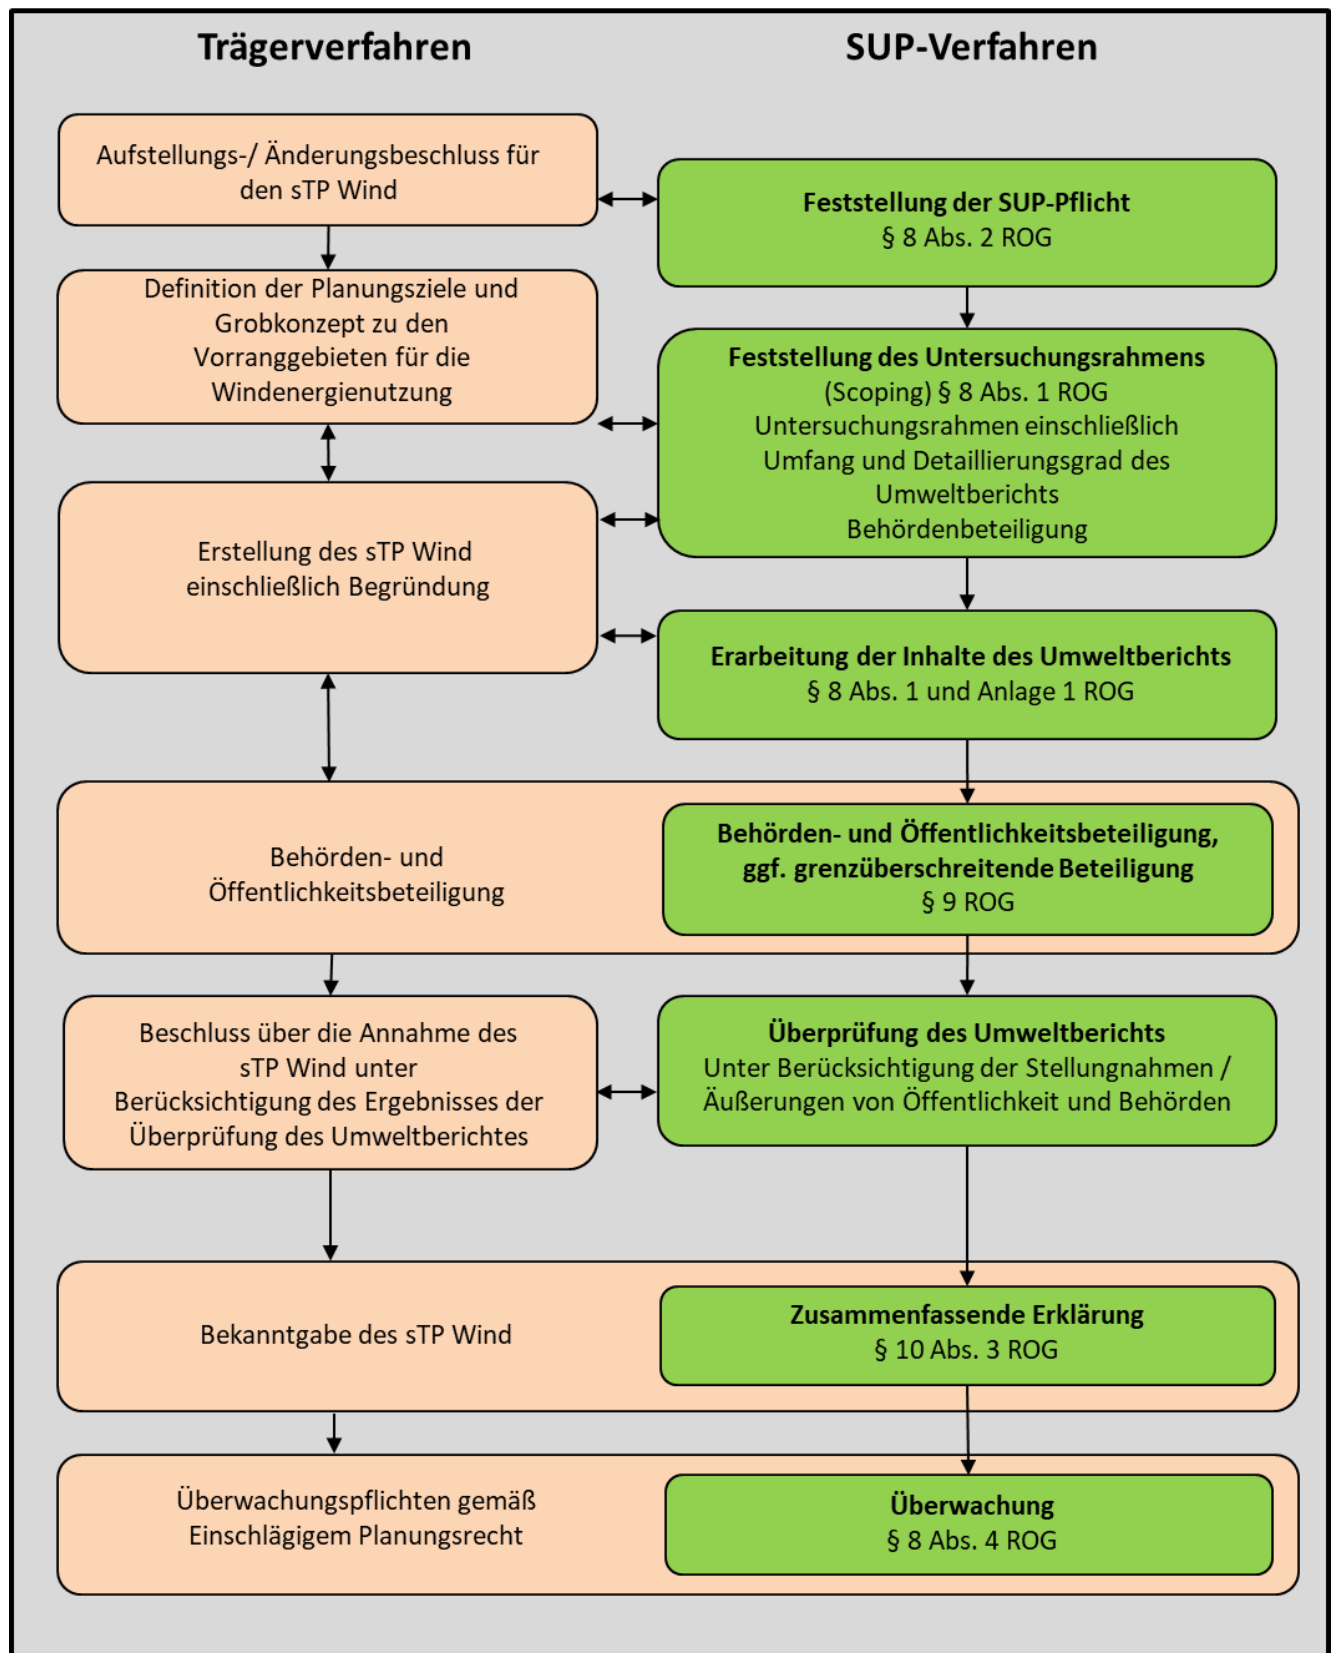 Trägerverfahren
SUP-Verfahren
Aufstellungs-/ Änderungsbeschluss für
den sTP Wind
Feststellung der SUP-Pflicht
§ 8 Abs. 2 ROG
Definition der Planungsziele und
Grobkonzept zu den
Vorranggebieten für die
Windenergienutzung
Feststellung des Untersuchungsrahmens
(Scoping) § 8 Abs. 1 ROG
Untersuchungsrahmen einschließlich
Umfang und Detaillierungsgrad des
Umweltberichts
Behördenbeteiligung
Erstellung des sTP Wind
einschließlich Begründung
Erarbeitung der Inhalte des Umweltberichts
§ 8 Abs. 1 und Anlage 1 ROG
Behörden- und
Öffentlichkeitsbeteiligung
Behörden- und Öffentlichkeitsbeteiligung,
ggf. grenzüberschreitende Beteiligung
§ 9 ROG
Beschluss über die Annahme des
sTP Wind unter
Berücksichtigung des Ergebnisses der
Überprüfung des Umweltberichtes
Überprüfung des Umweltberichts
Unter Berücksichtigung der Stellungnahmen /
Äußerungen von Öffentlichkeit und Behörden
Bekanntgabe des sTP Wind
Zusammenfassende Erklärung
§ 10 Abs. 3 ROG
Überwachungspflichten gemäß
Einschlägigem Planungsrecht
Überwachung
§ 8 Abs. 4 ROG